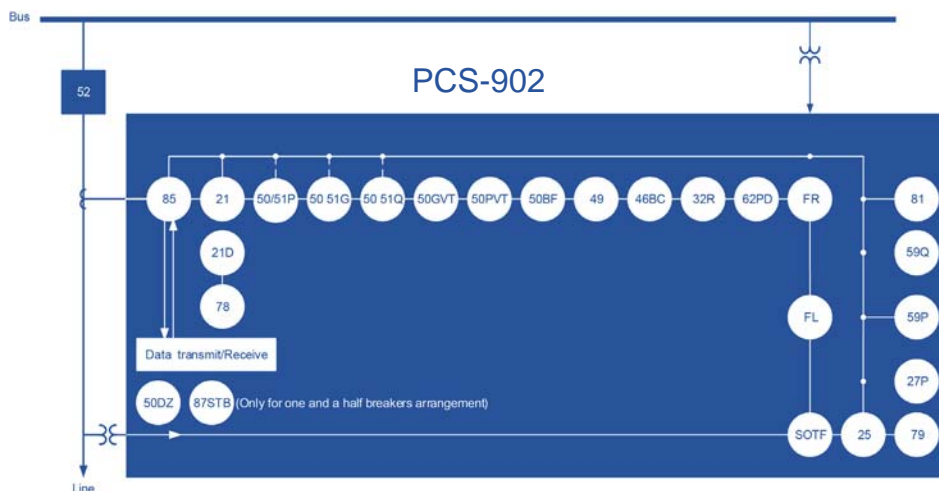 Bus
52
PCS-902
85 21 50/51P 50 51G 50 51Q 50GVT 50PVT 50BF 49 46BC 32R 62PD FR 81
21D 59Q
78 FL 59P
Data transmit/Receive
27P
50DZ 87STB (Only for one and a half breakers arrangement)
SOTF 25 79
Line